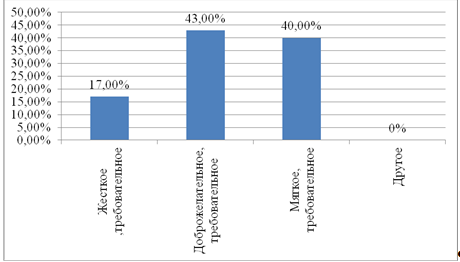 50,00%
45,00%
40,00%
35,00%
30,00%
25,00%
20,00%
15,00%
10,00%
5,00%
0,00%
17,00%
43,00%
40,00%
0%
Жесткое
,требовательное
Доброжелательное,
требовательное
Мягкое,
требовательное
Другое